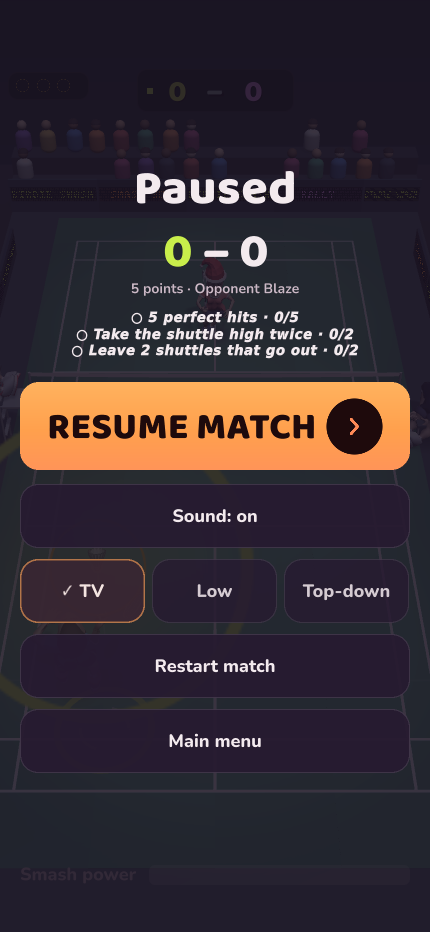 0 – 0
Paused
0 – 0
5 points · Opponent Blaze
○ 5 perfect hits · 0/5
○ Take the shuttle high twice · 0/2
○ Leave 2 shuttles that go out · 0/2
RESUME MATCH
Sound: on
✓ TV
Low
Top-down
Restart match
Main menu
Smash power